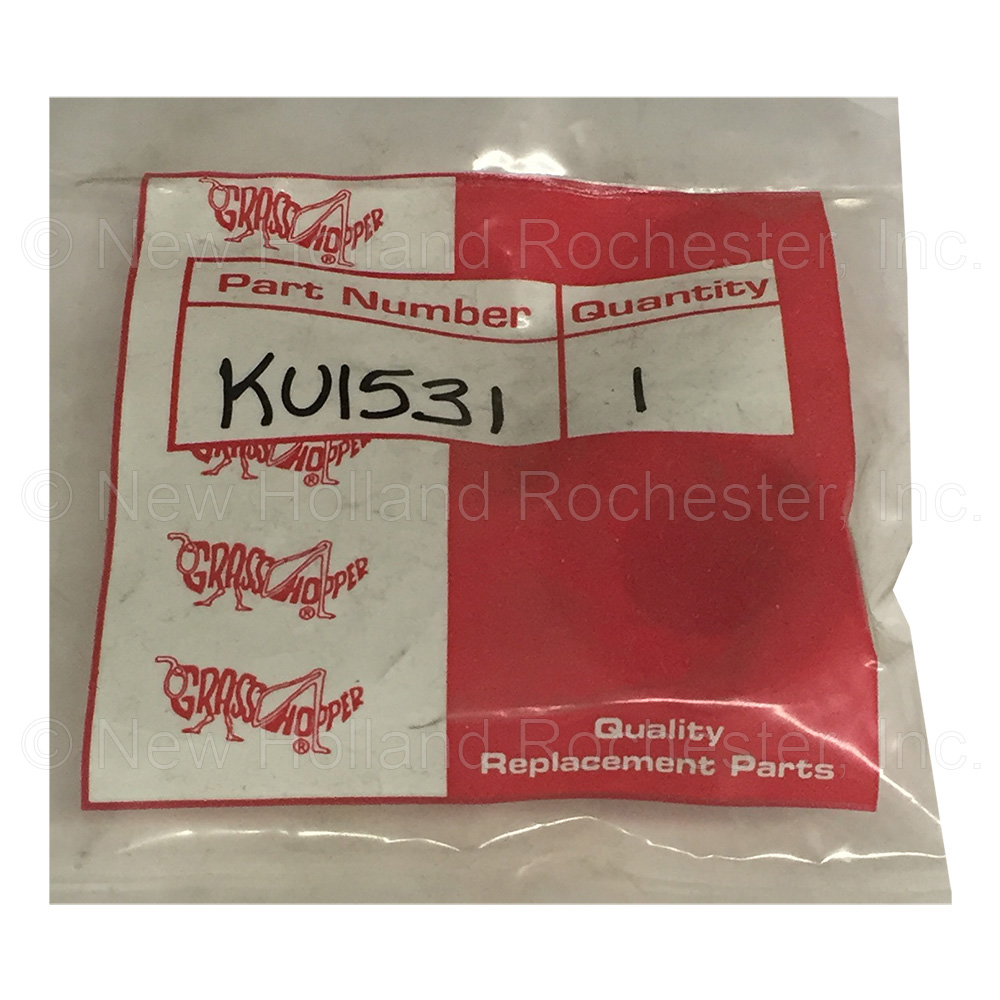 GRASSHOPPER®
© New Holland Rochester, Inc.
Part Number Quantity
KU1531 1
GRASSHOPPER®
© New Holland Rochester, Inc.
GRASSHOPPER®
GRASSHOPPER®
© New Holland Rochester, Inc.
Quality
Replacement Parts